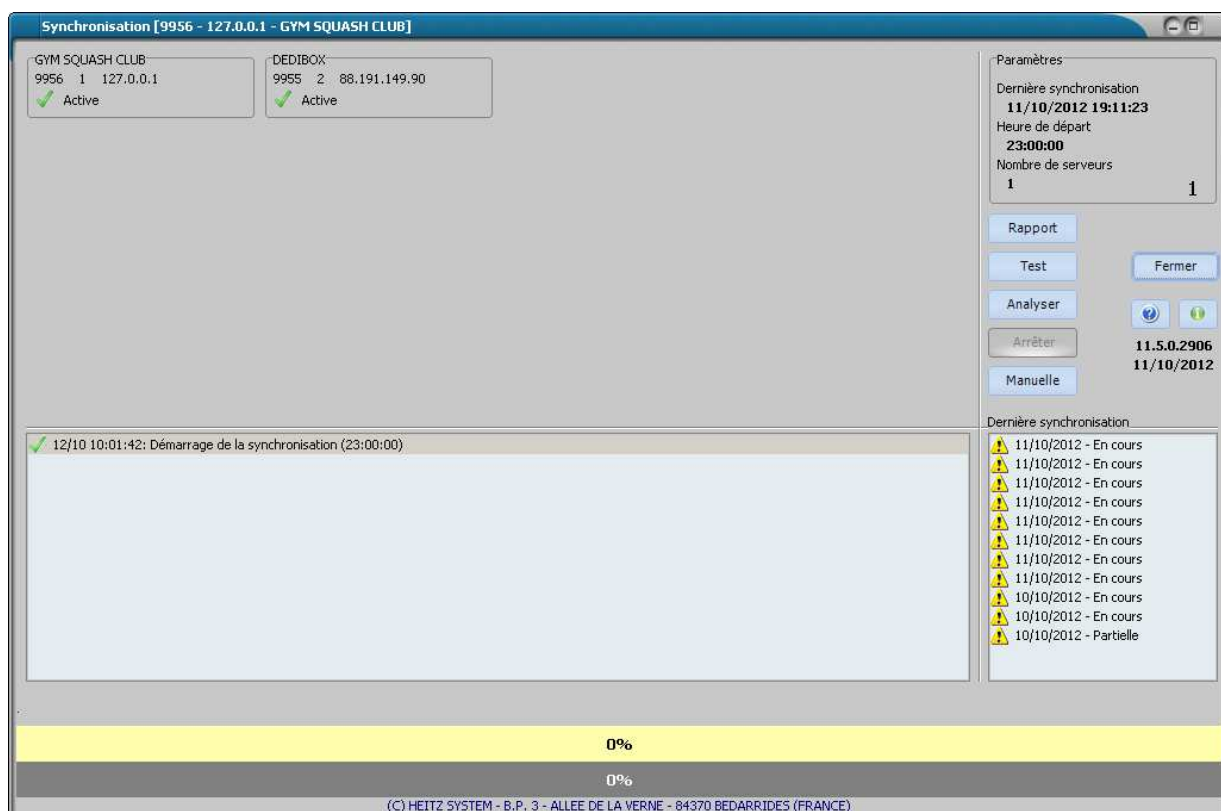 Synchronisation [9956 - 127.0.0.1 - GYM SQUASH CLUB]
GYM SQUASH CLUB
9956 1 127.0.0.1
Active
DEDIBOX
9955 2 88.191.149.90
Active
Paramètres
Dernière synchronisation
11/10/2012 19:11:23
Heure de départ
23:00:00
Nombre de serveurs
1 1
Rapport
Test Fermer
Analyser
Arrêter 11.5.0.2906
11/10/2012
Manuelle
Dernière synchronisation
12/10 10:01:42: Démarrage de la synchronisation (23:00:00)
11/10/2012 - En cours
11/10/2012 - En cours
11/10/2012 - En cours
11/10/2012 - En cours
11/10/2012 - En cours
11/10/2012 - En cours
11/10/2012 - En cours
11/10/2012 - En cours
10/10/2012 - En cours
10/10/2012 - En cours
10/10/2012 - Partielle
0%
0%
(C) HEITZ SYSTEM - B.P. 3 - ALLEE DE LA VERNE - 84370 BEDARRIDES (FRANCE)